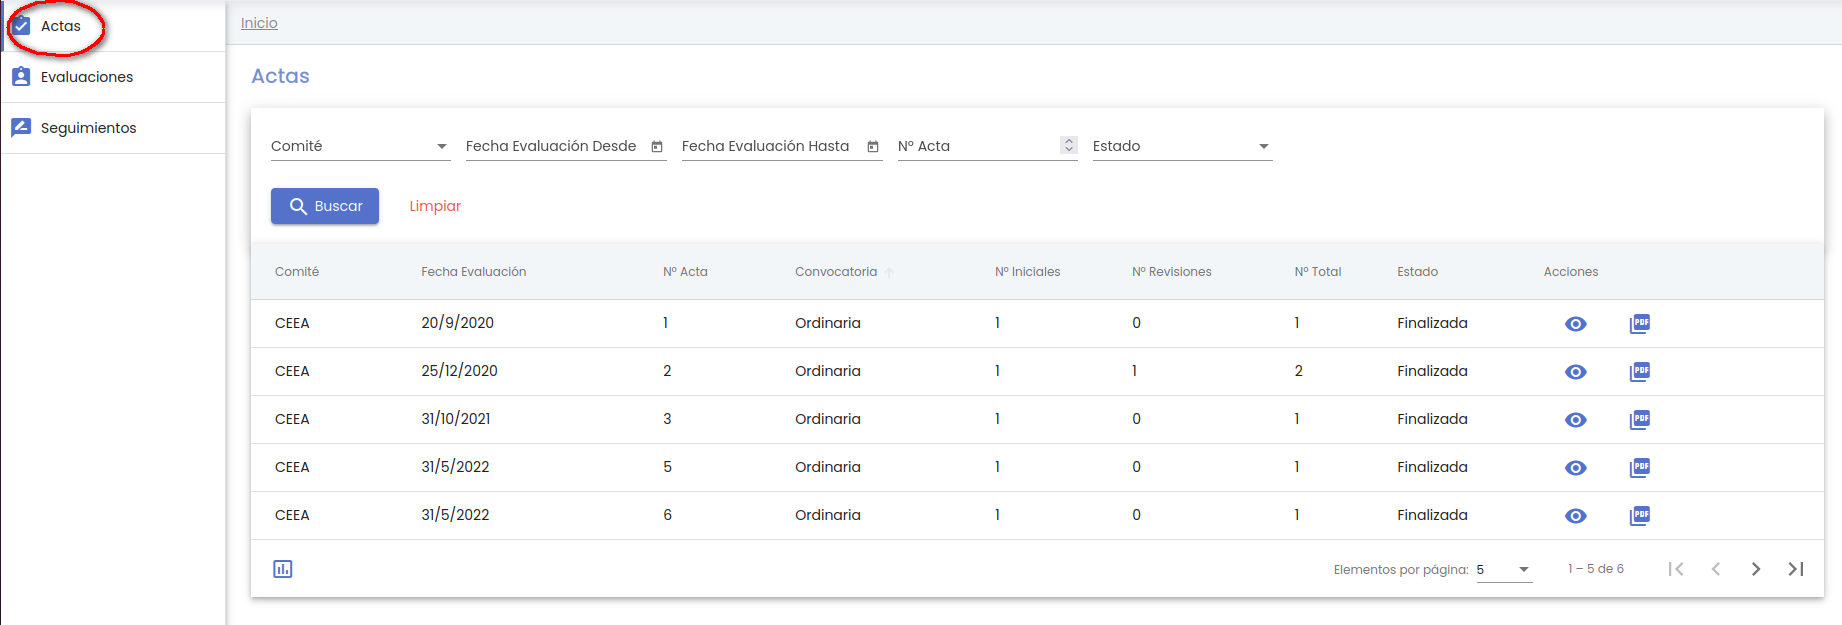 Actas
Evaluaciones
Seguimientos
Inicio
Actas
Comité Fecha Evaluación Desde Fecha Evaluación Hasta Nº Acta Estado
Buscar Limpiar
Comité Fecha Evaluación Nº Acta Convocatoria Nº Iniciales Nº Revisiones Nº Total Estado Acciones
CEEA 20/9/2020 1 Ordinaria 1 0 1 Finalizada PDF
CEEA 25/12/2020 2 Ordinaria 1 1 2 Finalizada PDF
CEEA 31/10/2021 3 Ordinaria 1 0 1 Finalizada PDF
CEEA 31/5/2022 5 Ordinaria 1 0 1 Finalizada PDF
CEEA 31/5/2022 6 Ordinaria 1 0 1 Finalizada PDF
Elementos por página: 5 1 – 5 de 6